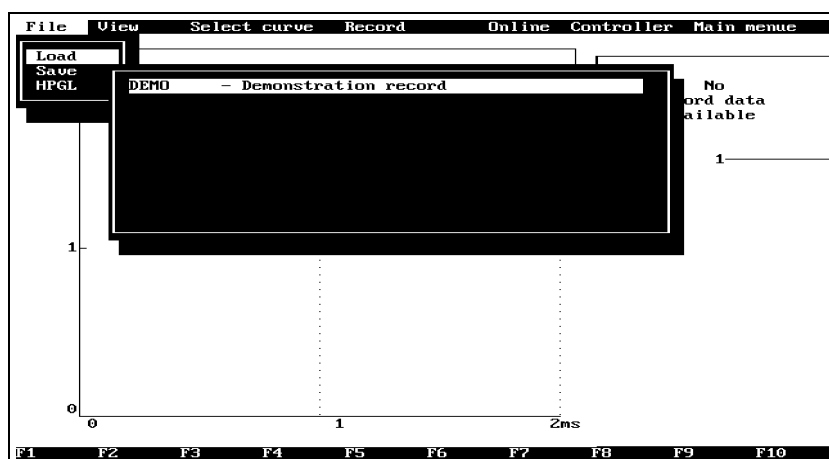 File View Select curve Record Online Controller Main menue
Load
Save
HPGL
DEMO - Demonstration record
No
ord data
ailable
1
1
0
0 1 2ms
F1 F2 F3 F4 F5 F6 F7 F8 F9 F10